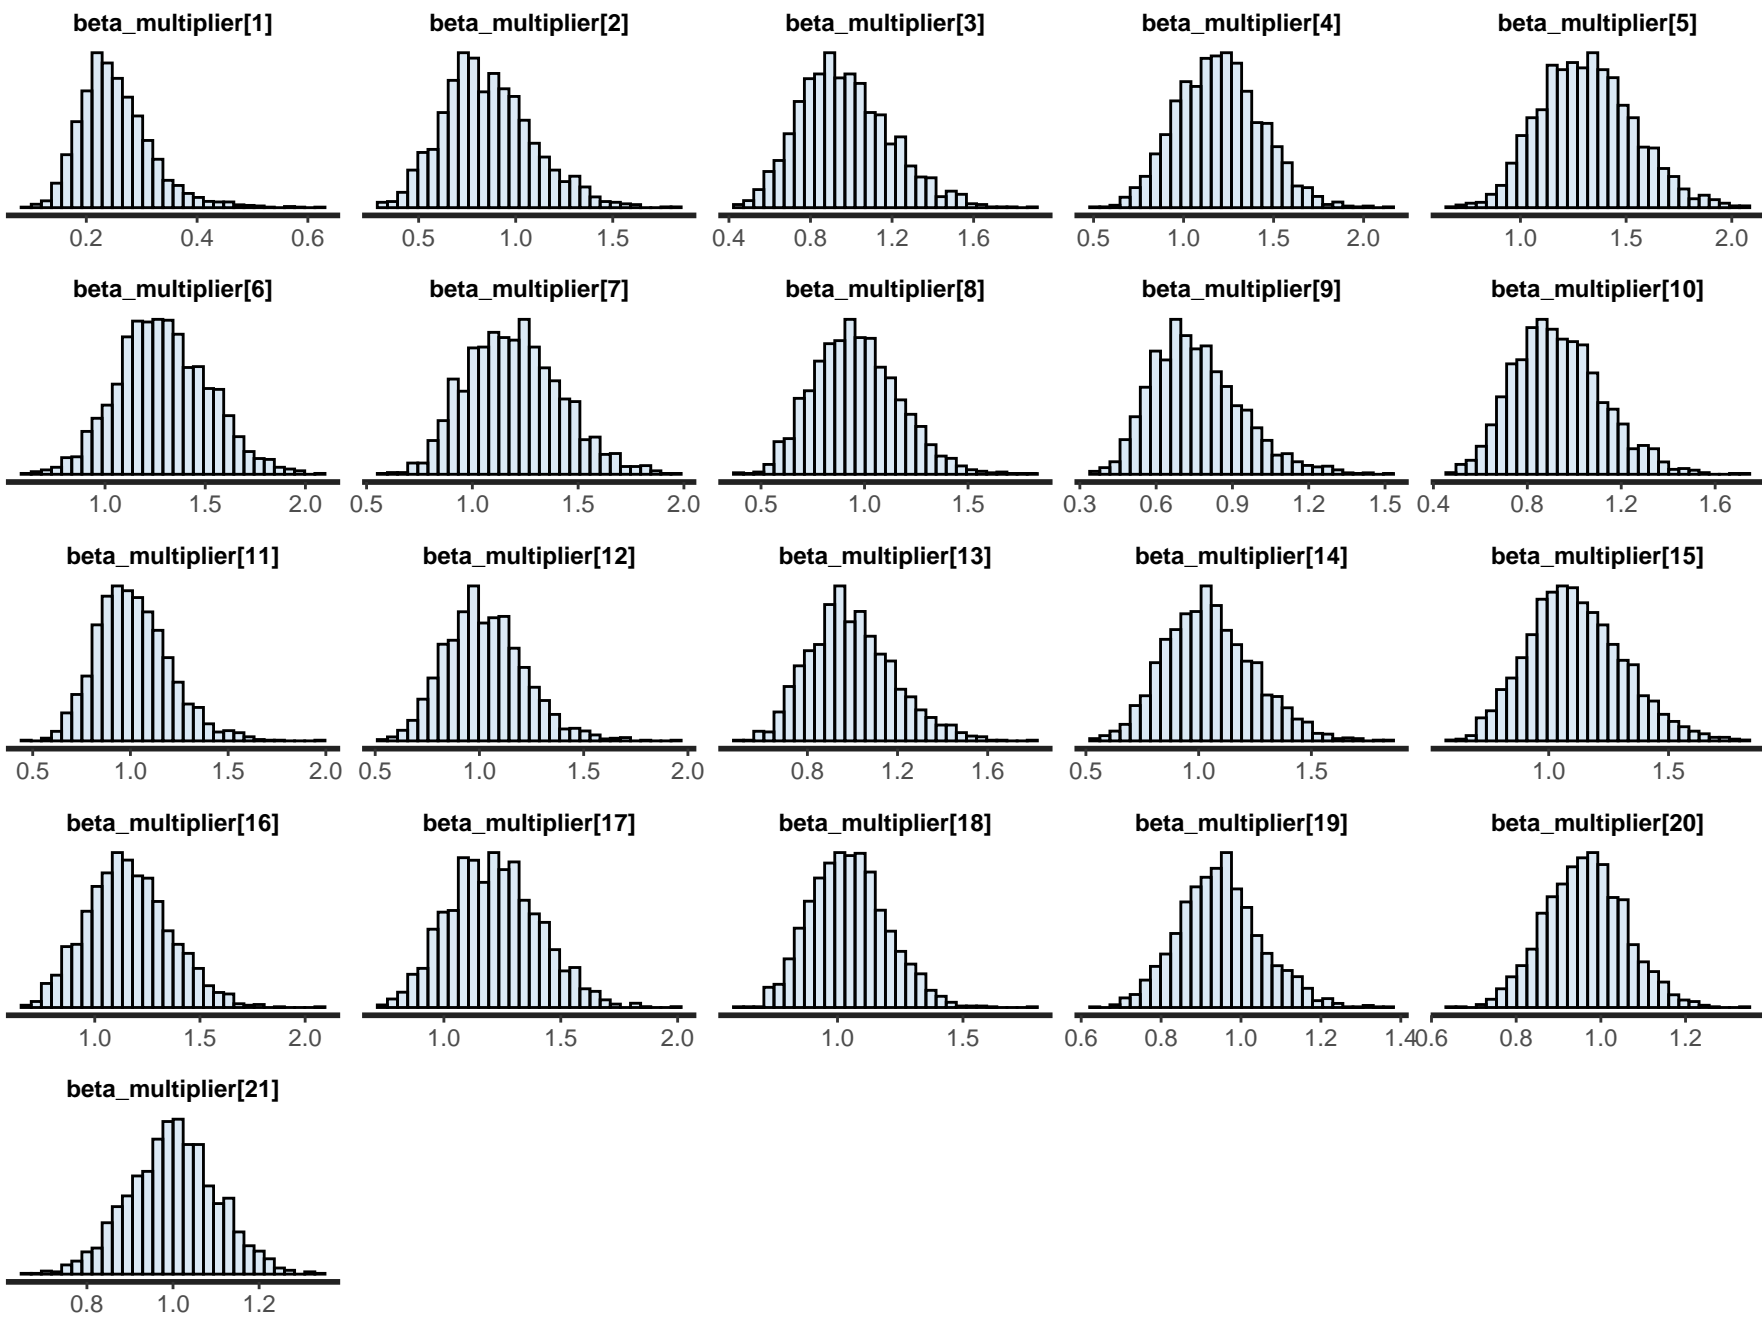 beta_multiplier[1] beta_multiplier[2] beta_multiplier[3] beta_multiplier[4] beta_multiplier[5]
0.2 0.4 0.6 0.5 1.0 1.5 0.4 0.8 1.2 1.6 0.5 1.0 1.5 2.0 1.0 1.5 2.0
beta_multiplier[6] beta_multiplier[7] beta_multiplier[8] beta_multiplier[9] beta_multiplier[10]
1.0 1.5 2.0 0.5 1.0 1.5 2.0 0.5 1.0 1.5 0.3 0.6 0.9 1.2 1.5 0.4 0.8 1.2 1.6
beta_multiplier[11] beta_multiplier[12] beta_multiplier[13] beta_multiplier[14] beta_multiplier[15]
0.5 1.0 1.5 2.0 0.5 1.0 1.5 2.0 0.8 1.2 1.6 0.5 1.0 1.5 1.0 1.5
beta_multiplier[16] beta_multiplier[17] beta_multiplier[18] beta_multiplier[19] beta_multiplier[20]
1.0 1.5 2.0 1.0 1.5 2.0 1.0 1.5 0.6 0.8 1.0 1.2 1.4 0.6 0.8 1.0 1.2
beta_multiplier[21]
0.8 1.0 1.2